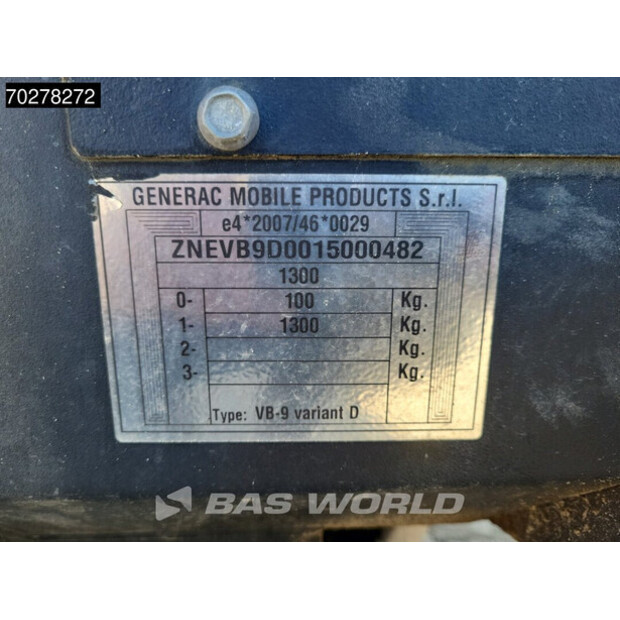 70278272
GENERAC MOBILE PRODUCTS S.r.l.
e4*2007/46*0029
ZNEVB9D0015000482
1300
0- 100 Kg.
1- 1300 Kg.
2- Kg.
3- Kg.
Type: VB-9 variant D
BAS WORLD